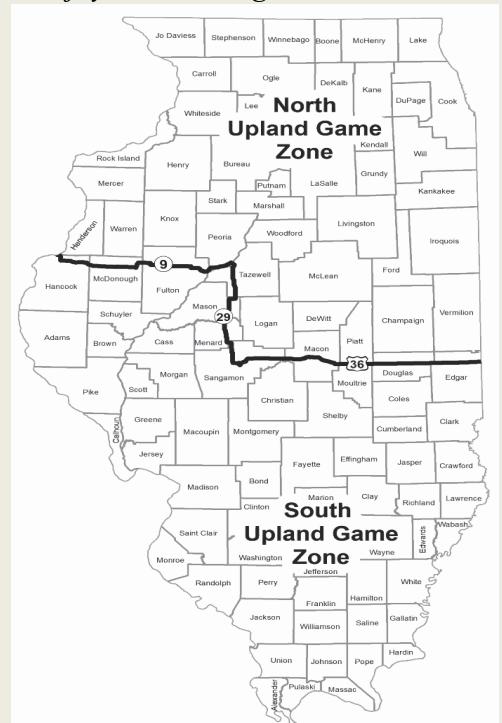 Jo Daviess
Stephenson
Winnebago
Boone
McHenry
Lake
Carroll
Ogle
DeKalb
Kane
DuPage
Cook
Whiteside
Lee
North
Upland Game
Zone
Kendall
Will
Rock Island
Henry
Bureau
Putnam
LaSalle
Grundy
Mercer
Kankakee
Stark
Marshall
Henderson
Warren
Knox
Peoria
Woodford
Livingston
Iroquois
9
Hancock
McDonough
Fulton
Tazewell
McLean
Ford
Mason
29
Schuyler
Logan
DeWitt
Champaign
Vermilion
Adams
Brown
Cass
Menard
Macon
Piatt
36
Morgan
Sangamon
Moultrie
Douglas
Edgar
Pike
Scott
Christian
Coles
Calhoun
Greene
Macoupin
Montgomery
Shelby
Cumberland
Clark
Jersey
Fayette
Effingham
Jasper
Crawford
Madison
Bond
Marion
Clay
Richland
Lawrence
Clinton
South
Upland Game
Zone
Saint Clair
Washington
Wayne
Edwards
Wabash
Monroe
Jefferson
Randolph
Perry
White
Franklin
Hamilton
Jackson
Williamson
Saline
Gallatin
Union
Johnson
Pope
Hardin
Alexander
Pulaski
Massac